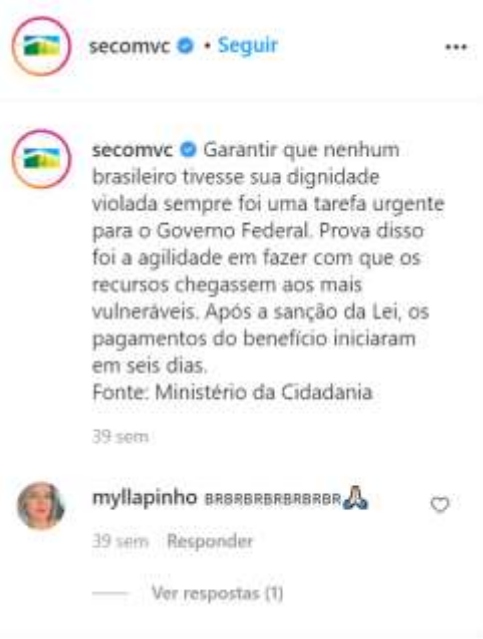 secomvc • Seguir
secomvc Garantir que nenhum
brasileiro tivesse sua dignidade
violada sempre foi uma tarefa urgente
para o Governo Federal. Prova disso
foi a agilidade em fazer com que os
recursos chegassem aos mais
vulneráveis. Após a sanção da Lei, os
pagamentos do benefício iniciaram
em seis dias.
Fonte: Ministério da Cidadania
39 sem
myllapinho BRBRBRBRBRBRBR🙏🏻
39 sem Responder
Ver respostas (1)